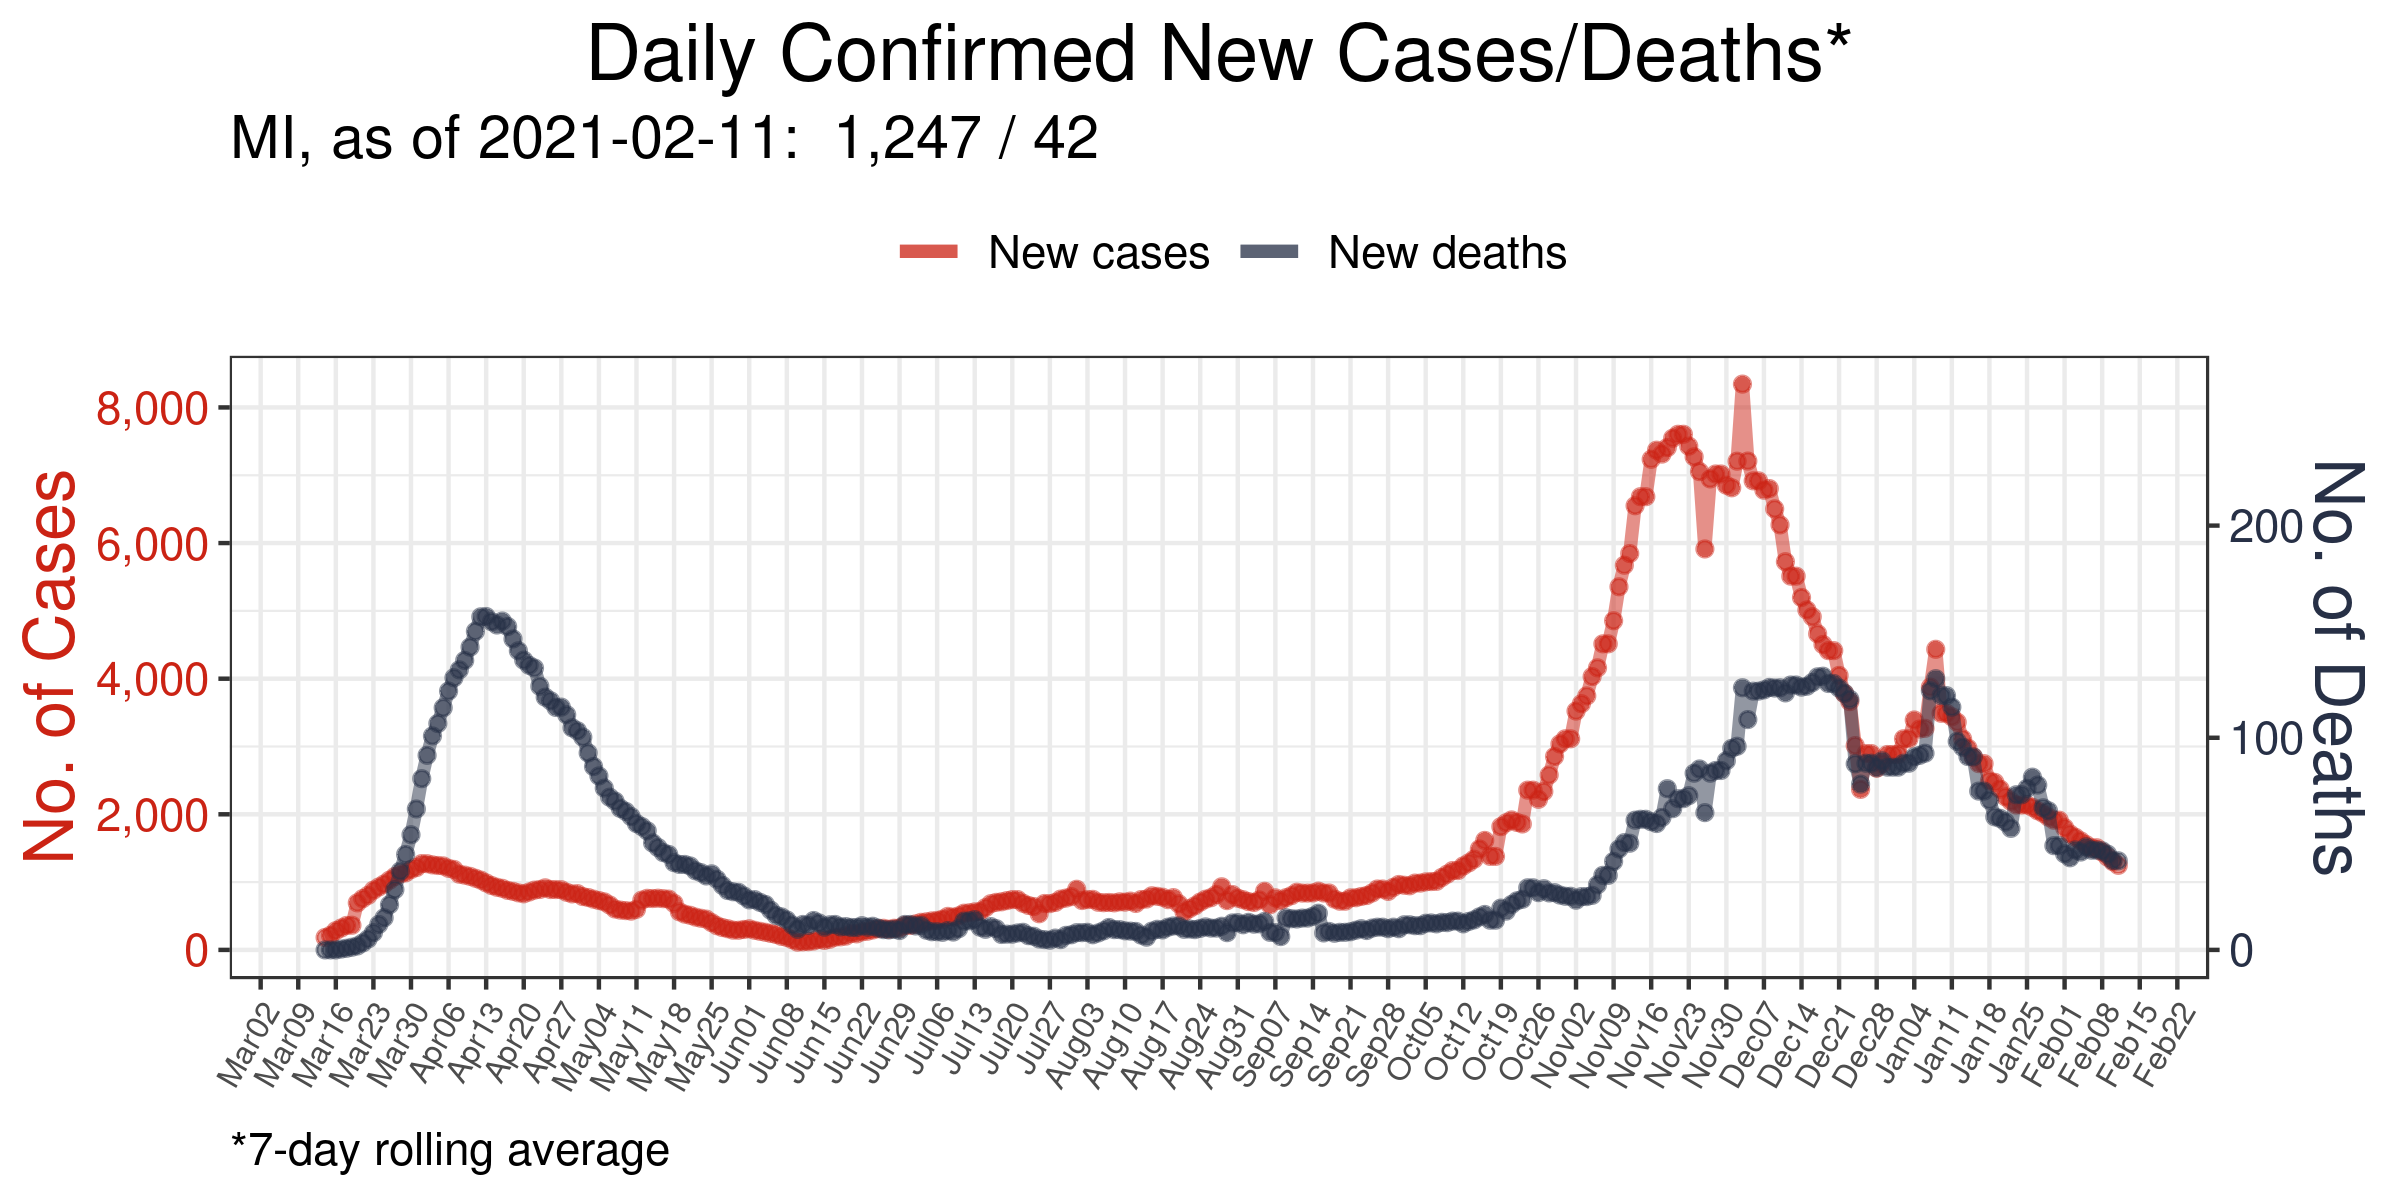 Daily Confirmed New Cases/Deaths*
MI, as of 2021-02-11:  1,247 / 42
New cases
New deaths
No. of Cases
8,000
6,000
4,000
2,000
0
200
100
0
No. of Deaths
Mar02
Mar09
Mar16
Mar23
Mar30
Apr06
Apr13
Apr20
Apr27
May04
May11
May18
May25
Jun01
Jun08
Jun15
Jun22
Jun29
Jul06
Jul13
Jul20
Jul27
Aug03
Aug10
Aug17
Aug24
Aug31
Sep07
Sep14
Sep21
Sep28
Oct05
Oct12
Oct19
Oct26
Nov02
Nov09
Nov16
Nov23
Nov30
Dec07
Dec14
Dec21
Dec28
Jan04
Jan11
Jan18
Jan25
Feb01
Feb08
Feb15
Feb22
*7-day rolling average